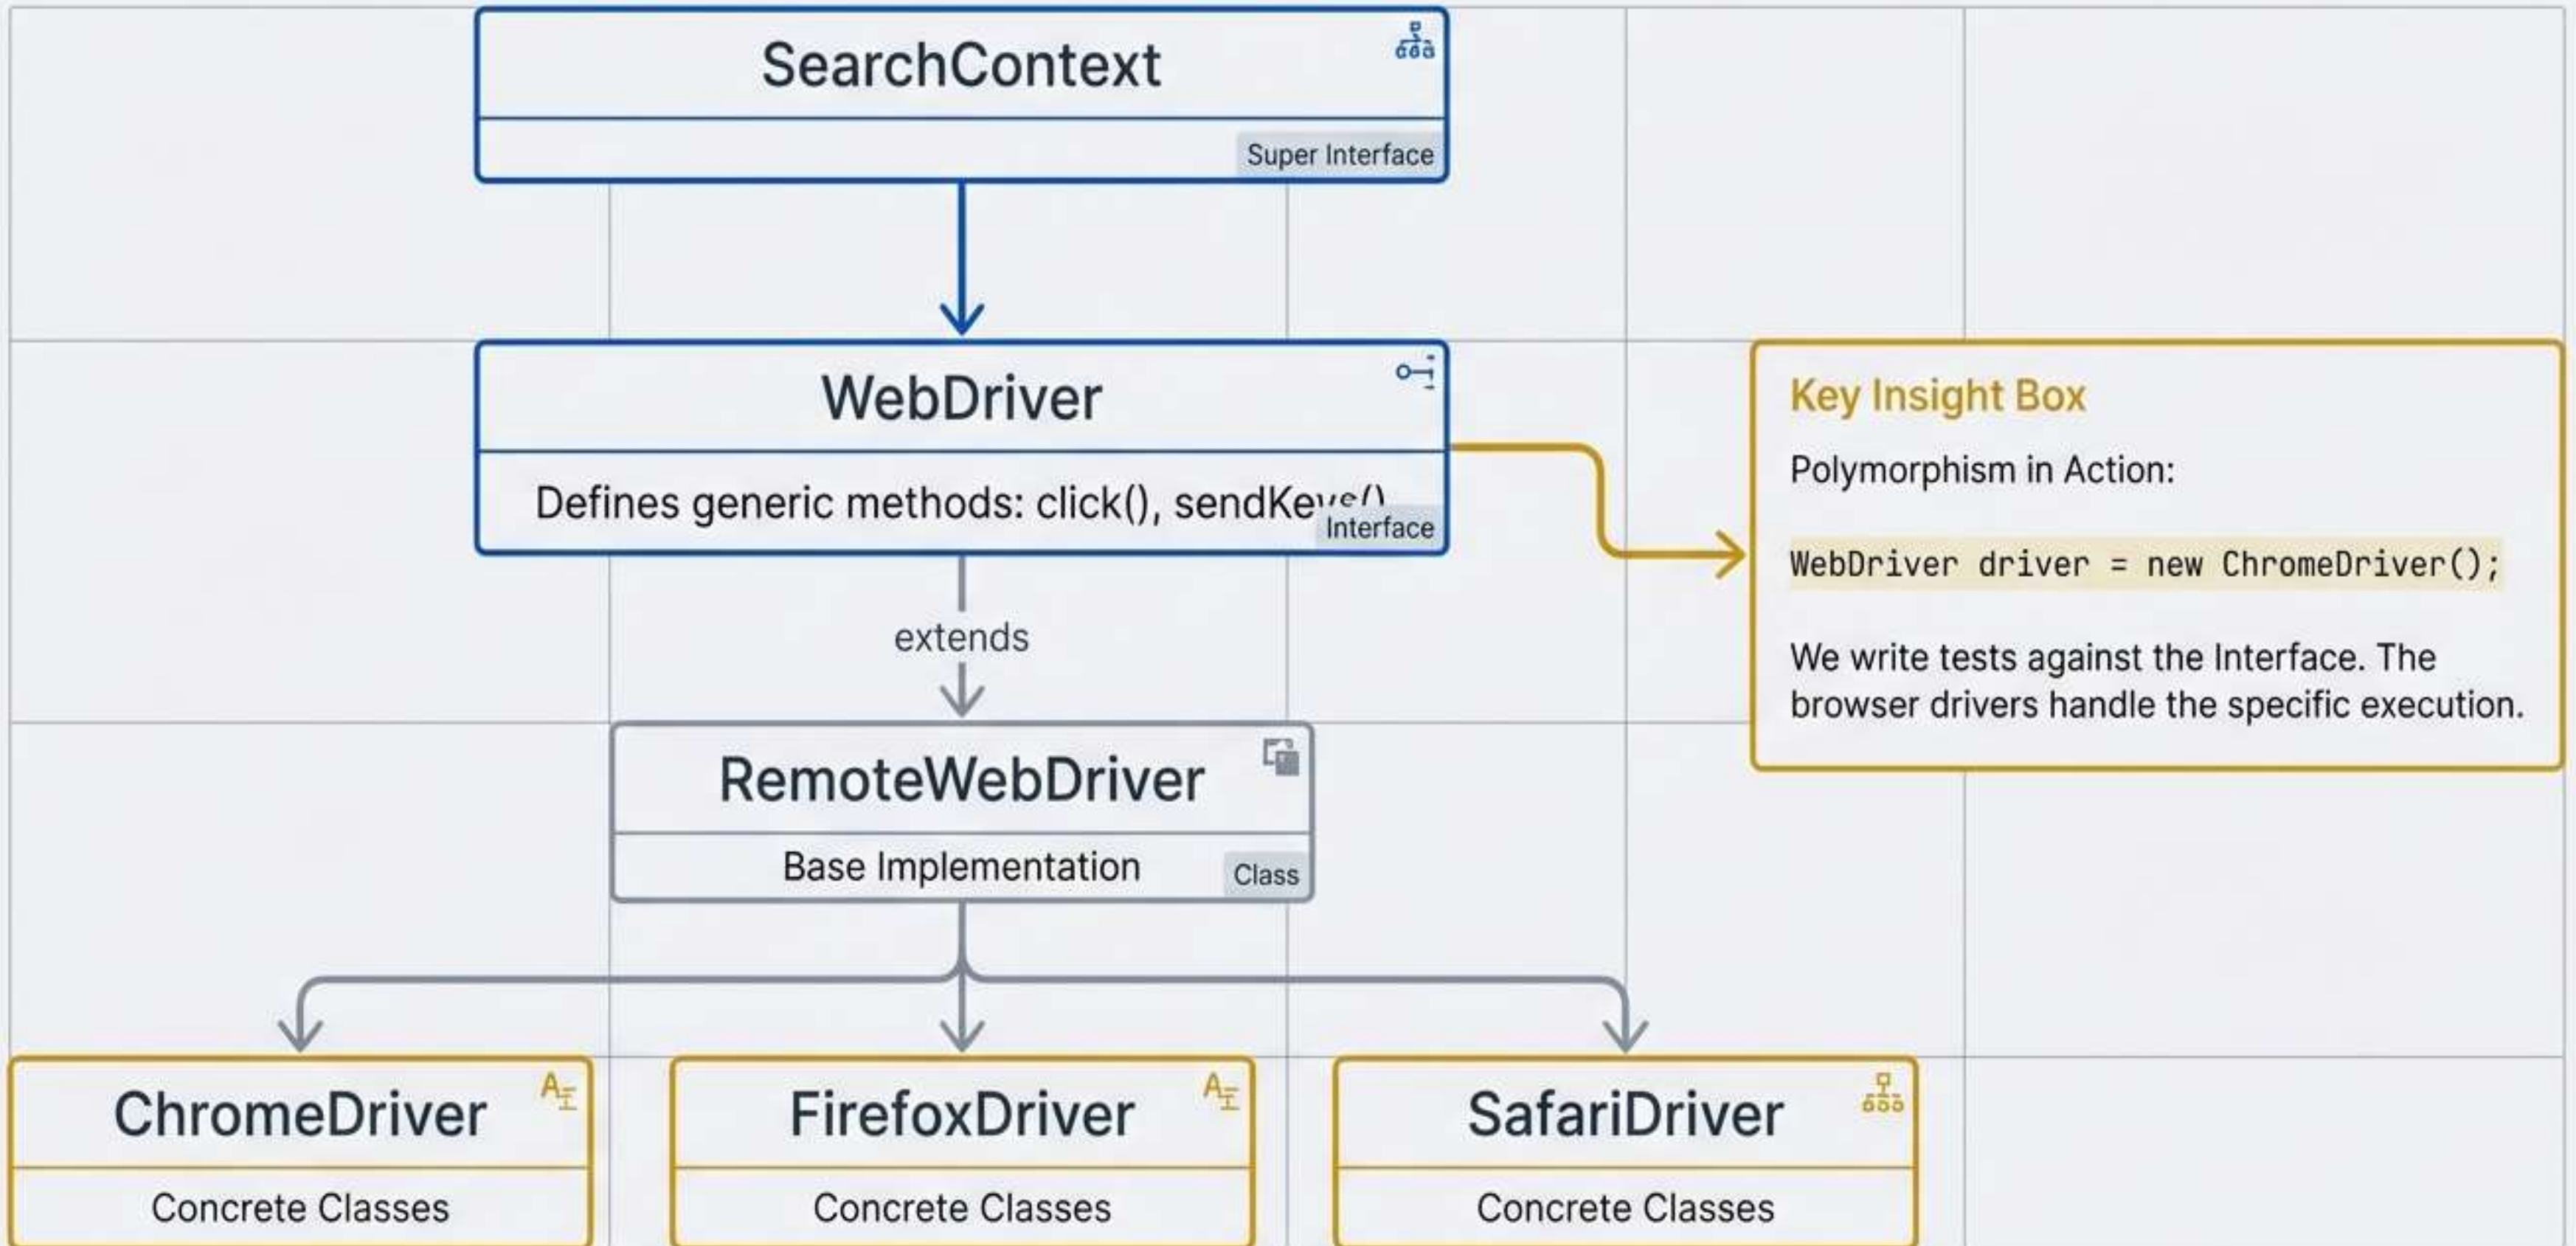 SearchContext
Super Interface
WebDriver
Defines generic methods: click(), sendKeys()
Interface
Key Insight Box
Polymorphism in Action:
WebDriver driver = new ChromeDriver();
We write tests against the Interface. The
browser drivers handle the specific execution.
extends
RemoteWebDriver
Base Implementation
Class
ChromeDriver
Concrete Classes
FirefoxDriver
Concrete Classes
SafariDriver
Concrete Classes